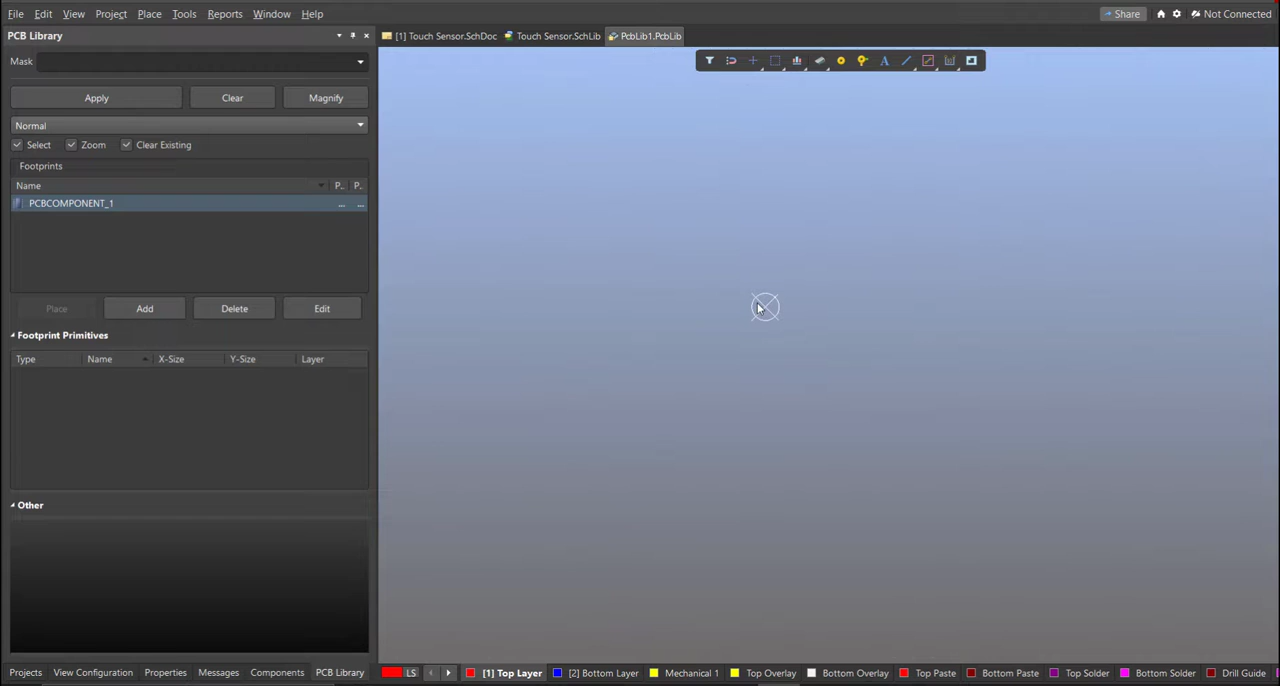 File Edit View Project Place Tools Reports Window Help Share Not Connected
PCB Library [1] Touch Sensor.SchDoc Touch Sensor.SchLib PcbLib1.PcbLib
Mask
Apply Clear Magnify
Normal
Select Zoom Clear Existing
Footprints
Name P.. P..
PCBCOMPONENT_1 ... ...
Place Add Delete Edit
Footprint Primitives
Type Name X-Size Y-Size Layer
Other
Projects View Configuration Properties Messages Components PCB Library LS [1] Top Layer [2] Bottom Layer Mechanical 1 Top Overlay Bottom Overlay Top Paste Bottom Paste Top Solder Bottom Solder Drill Guide